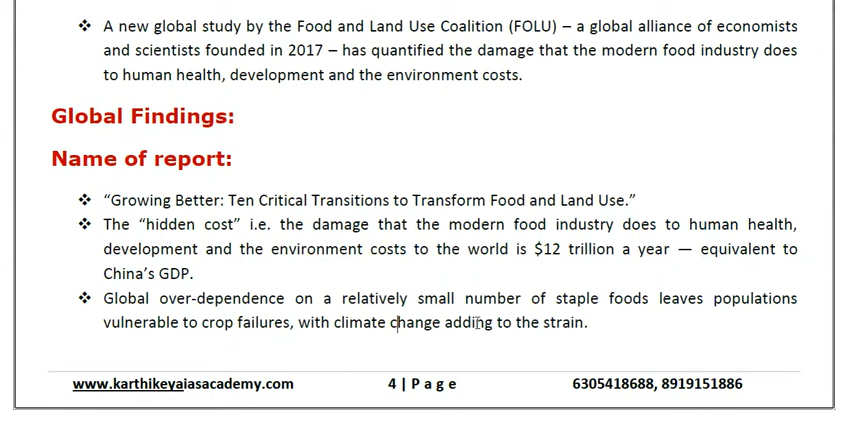 ❖ A new global study by the Food and Land Use Coalition (FOLU) – a global alliance of economists
and scientists founded in 2017 – has quantified the damage that the modern food industry does
to human health, development and the environment costs.
Global Findings:
Name of report:
❖ “Growing Better: Ten Critical Transitions to Transform Food and Land Use.”
❖ The “hidden cost” i.e. the damage that the modern food industry does to human health,
development and the environment costs to the world is $12 trillion a year — equivalent to
China’s GDP.
❖ Global over-dependence on a relatively small number of staple foods leaves populations
vulnerable to crop failures, with climate change adding to the strain.
www.karthikeyaiasacademy.com 4 | P a g e 6305418688, 8919151886